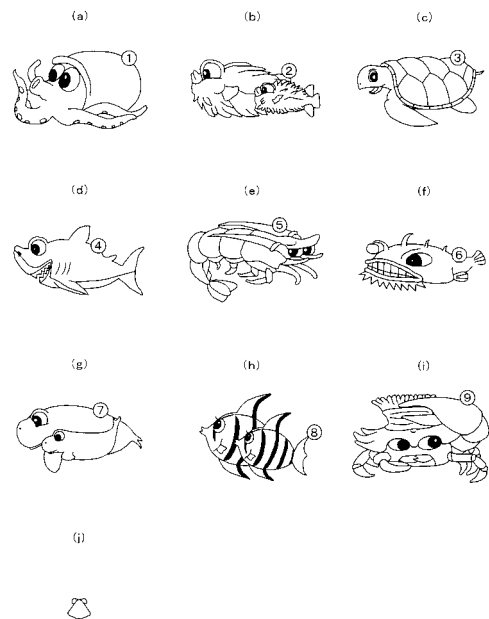 (a) (b) (c)
① ② ③
(d) (e) (f)
④ ⑤ ⑥
(g) (h) (i)
⑦ ⑧ ⑨
(j)